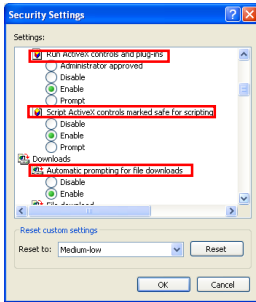 Security Settings
Settings:
Run ActiveX controls and plug-ins
Administrator approved
Disable
Enable
Prompt
Script ActiveX controls marked safe for scripting
Disable
Enable
Prompt
Downloads
Automatic prompting for file downloads
Disable
Enable
File download
Reset custom settings
Reset to: Medium-low Reset
OK Cancel